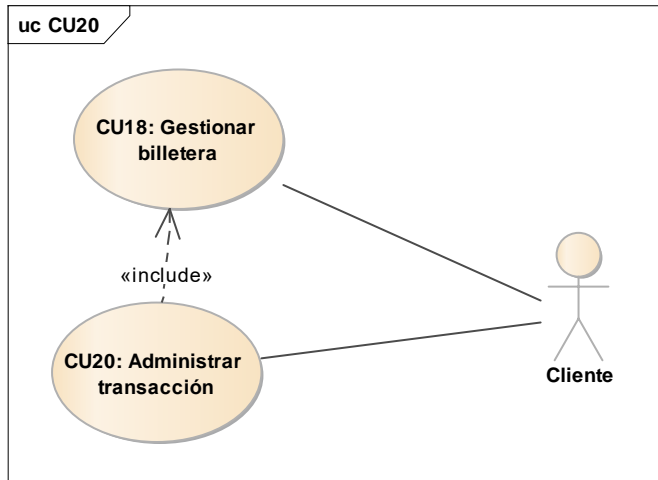 uc CU20
CU18: Gestionar
billetera
«include»
CU20: Administrar
transacción
Cliente